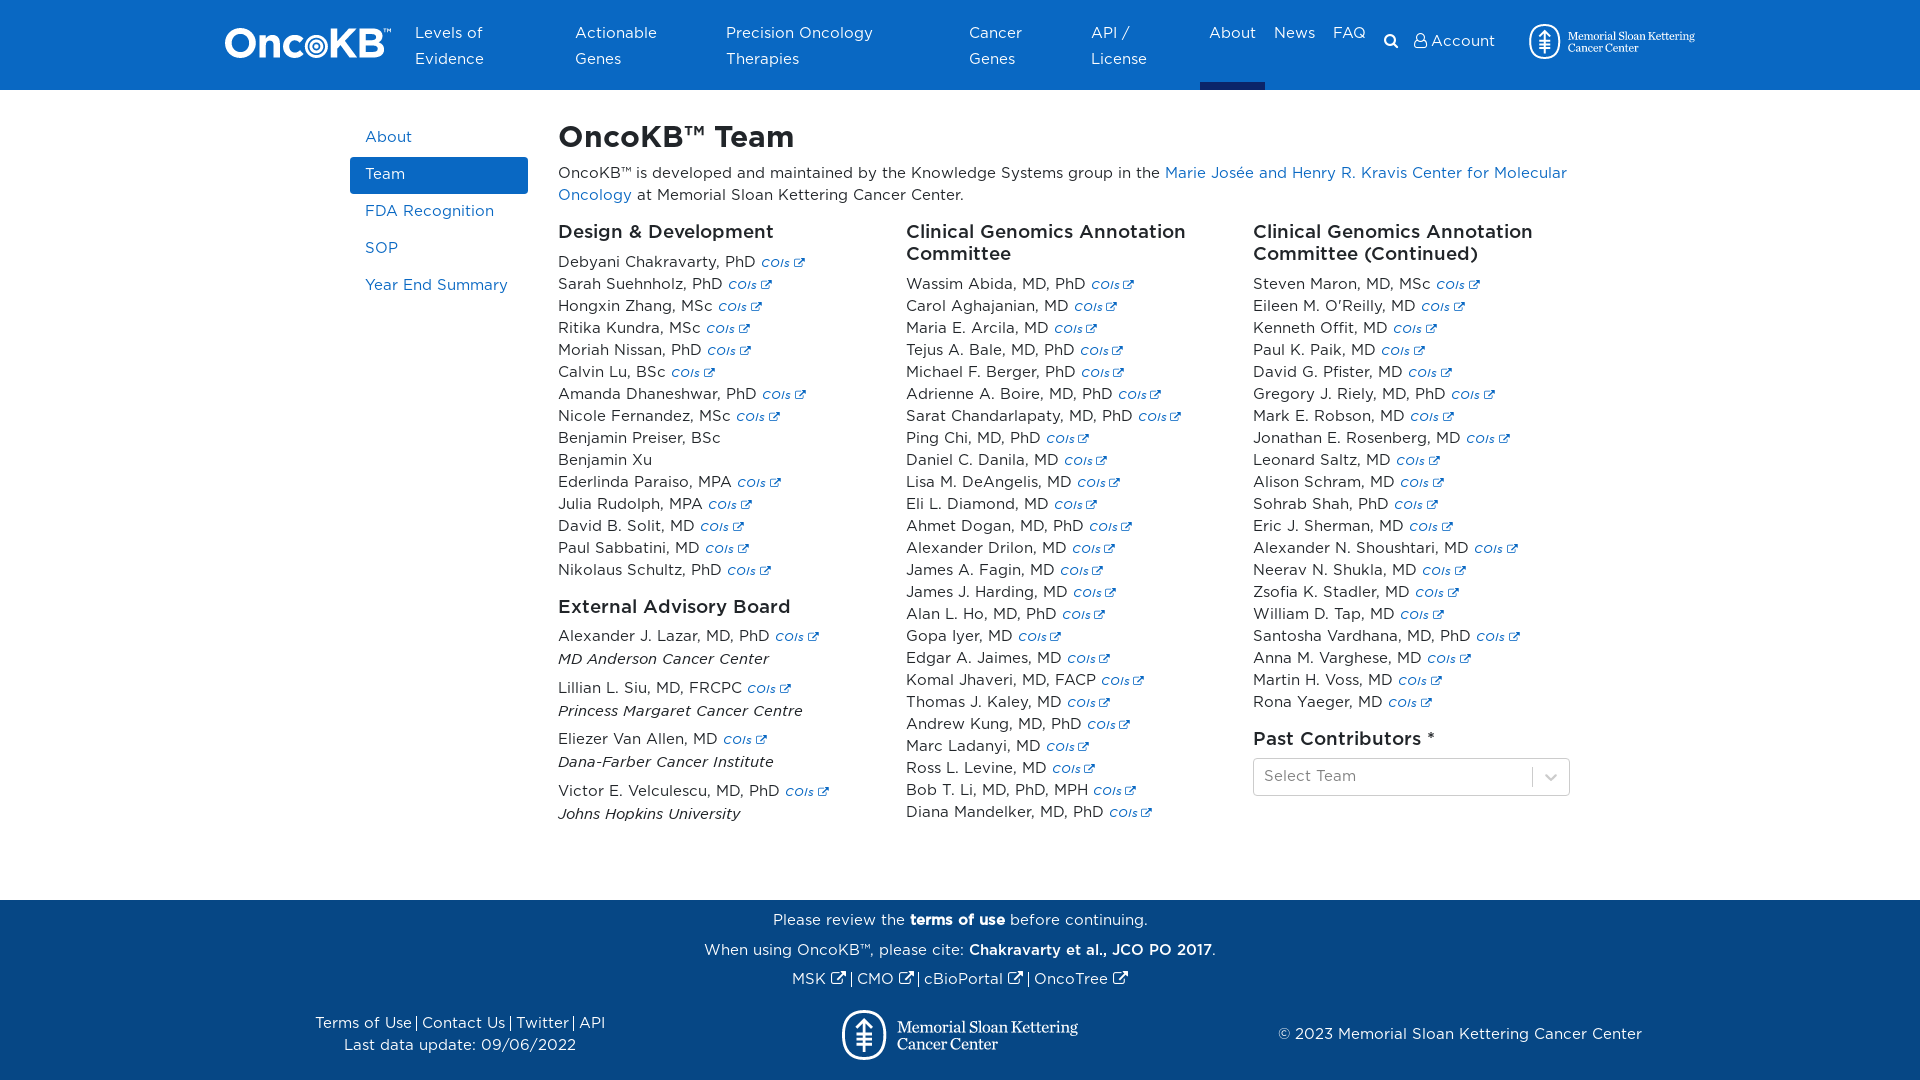 OncoKB™
Levels of
Evidence
Actionable
Genes
Precision Oncology
Therapies
Cancer
Genes
API /
License
About
News
FAQ
Account
Memorial Sloan Kettering
Cancer Center
About
Team
FDA Recognition
SOP
Year End Summary
OncoKB™ Team
OncoKB™ is developed and maintained by the Knowledge Systems group in the Marie Josée and Henry R. Kravis Center for Molecular
Oncology at Memorial Sloan Kettering Cancer Center.
Design & Development
Debyani Chakravarty, PhD COIs
Sarah Suehnholz, PhD COIs
Hongxin Zhang, MSc COIs
Ritika Kundra, MSc COIs
Moriah Nissan, PhD COIs
Calvin Lu, BSc COIs
Amanda Dhaneshwar, PhD COIs
Nicole Fernandez, MSc COIs
Benjamin Preiser, BSc
Benjamin Xu
Ederlinda Paraiso, MPA COIs
Julia Rudolph, MPA COIs
David B. Solit, MD COIs
Paul Sabbatini, MD COIs
Nikolaus Schultz, PhD COIs
External Advisory Board
Alexander J. Lazar, MD, PhD COIs
MD Anderson Cancer Center
Lillian L. Siu, MD, FRCPC COIs
Princess Margaret Cancer Centre
Eliezer Van Allen, MD COIs
Dana-Farber Cancer Institute
Victor E. Velculescu, MD, PhD COIs
Johns Hopkins University
Clinical Genomics Annotation
Committee
Wassim Abida, MD, PhD COIs
Carol Aghajanian, MD COIs
Maria E. Arcila, MD COIs
Tejus A. Bale, MD, PhD COIs
Michael F. Berger, PhD COIs
Adrienne A. Boire, MD, PhD COIs
Sarat Chandarlapaty, MD, PhD COIs
Ping Chi, MD, PhD COIs
Daniel C. Danila, MD COIs
Lisa M. DeAngelis, MD COIs
Eli L. Diamond, MD COIs
Ahmet Dogan, MD, PhD COIs
Alexander Drilon, MD COIs
James A. Fagin, MD COIs
James J. Harding, MD COIs
Alan L. Ho, MD, PhD COIs
Gopa Iyer, MD COIs
Edgar A. Jaimes, MD COIs
Komal Jhaveri, MD, FACP COIs
Thomas J. Kaley, MD COIs
Andrew Kung, MD, PhD COIs
Marc Ladanyi, MD COIs
Ross L. Levine, MD COIs
Bob T. Li, MD, PhD, MPH COIs
Diana Mandelker, MD, PhD COIs
Clinical Genomics Annotation
Committee (Continued)
Steven Maron, MD, MSc COIs
Eileen M. O'Reilly, MD COIs
Kenneth Offit, MD COIs
Paul K. Paik, MD COIs
David G. Pfister, MD COIs
Gregory J. Riely, MD, PhD COIs
Mark E. Robson, MD COIs
Jonathan E. Rosenberg, MD COIs
Leonard Saltz, MD COIs
Alison Schram, MD COIs
Sohrab Shah, PhD COIs
Eric J. Sherman, MD COIs
Alexander N. Shoushtari, MD COIs
Neerav N. Shukla, MD COIs
Zsofia K. Stadler, MD COIs
William D. Tap, MD COIs
Santosha Vardhana, MD, PhD COIs
Anna M. Varghese, MD COIs
Martin H. Voss, MD COIs
Rona Yaeger, MD COIs
Past Contributors *
Select Team
Please review the terms of use before continuing.
When using OncoKB™, please cite: Chakravarty et al., JCO PO 2017.
MSK | CMO | cBioPortal | OncoTree
Terms of Use | Contact Us | Twitter | API
Last data update: 09/06/2022
Memorial Sloan Kettering
Cancer Center
© 2023 Memorial Sloan Kettering Cancer Center